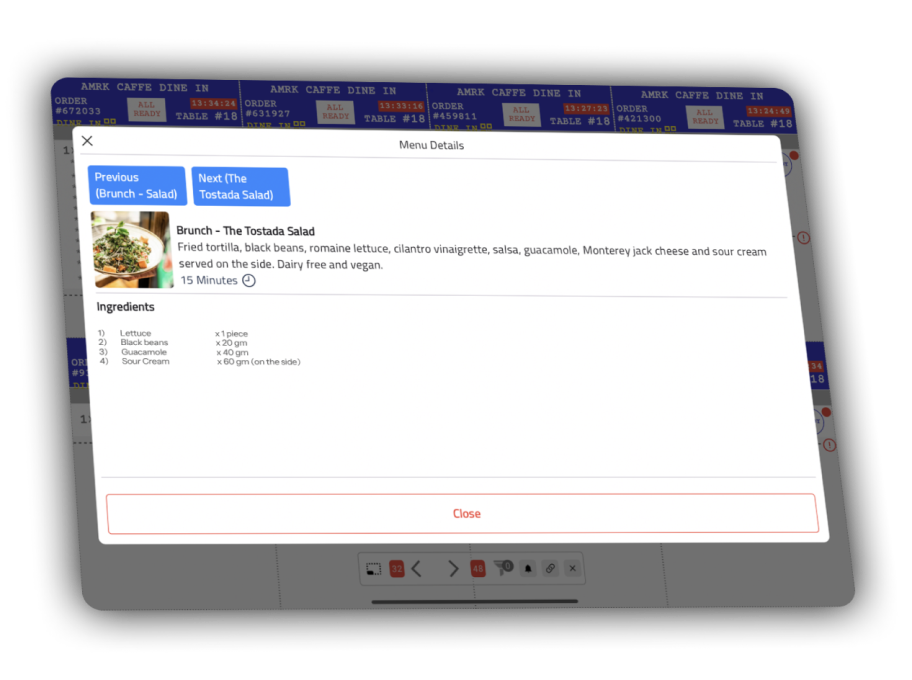 AMRK CAFFE DINE IN
ORDER
#672033
ALL
READY
13:34:24
TABLE #18
DINE IN
AMRK CAFFE DINE IN
ORDER
#631927
ALL
READY
13:33:16
TABLE #18
DINE IN
AMRK CAFFE DINE IN
ORDER
#459811
ALL
READY
13:27:23
TABLE #18
DINE IN
AMRK CAFFE DINE IN
ORDER
#421300
ALL
READY
TABLE #18
DINE IN
Menu Details
Previous
(Brunch - Salad)
Next (The
Tostada Salad)
Brunch - The Tostada Salad
Fried tortilla, black beans, romaine lettuce, cilantro vinaigrette, salsa, guacamole, Monterey jack cheese and sour cream
served on the side. Dairy free and vegan.
15 Minutes
Ingredients
1) Lettuce x 1 piece
2) Black beans x 20 gm
3) Guacamole x 40 gm
4) Sour Cream x 60 gm (on the side)
Close
32
48
0